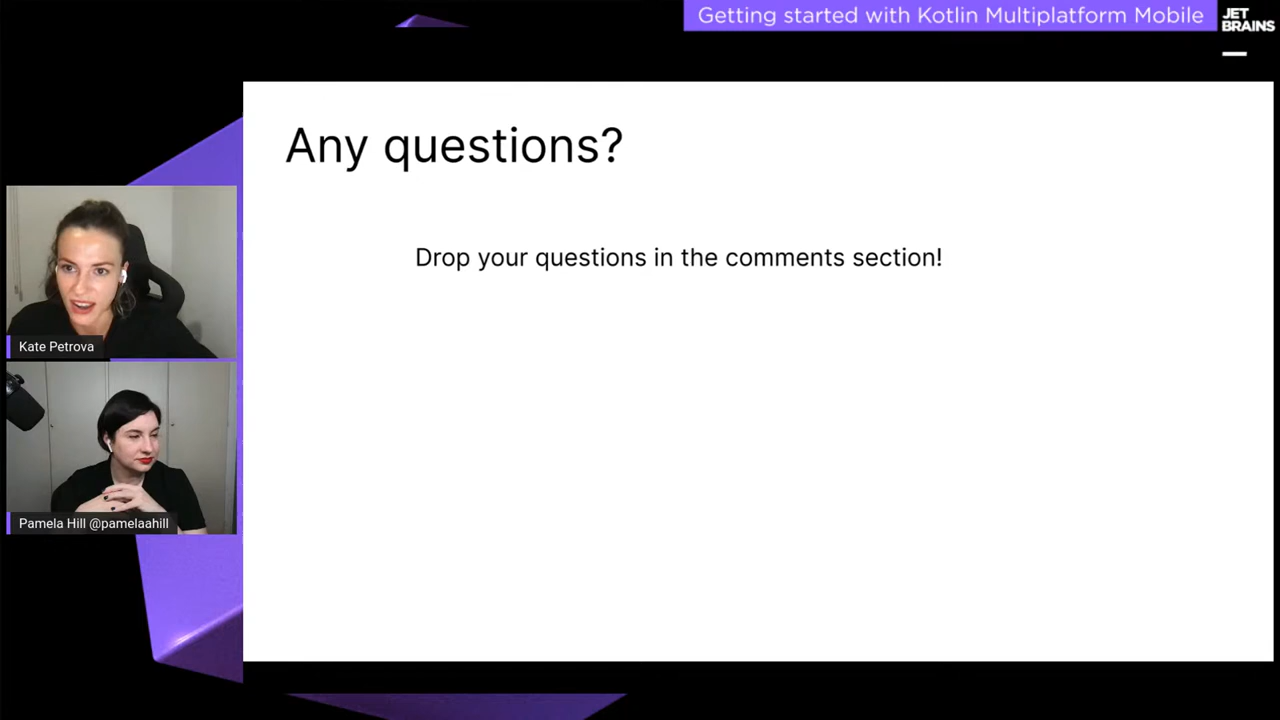 Getting started with Kotlin Multiplatform Mobile
JET
BRAINS
Any questions?
Drop your questions in the comments section!
Kate Petrova
Pamela Hill @pamelaahill